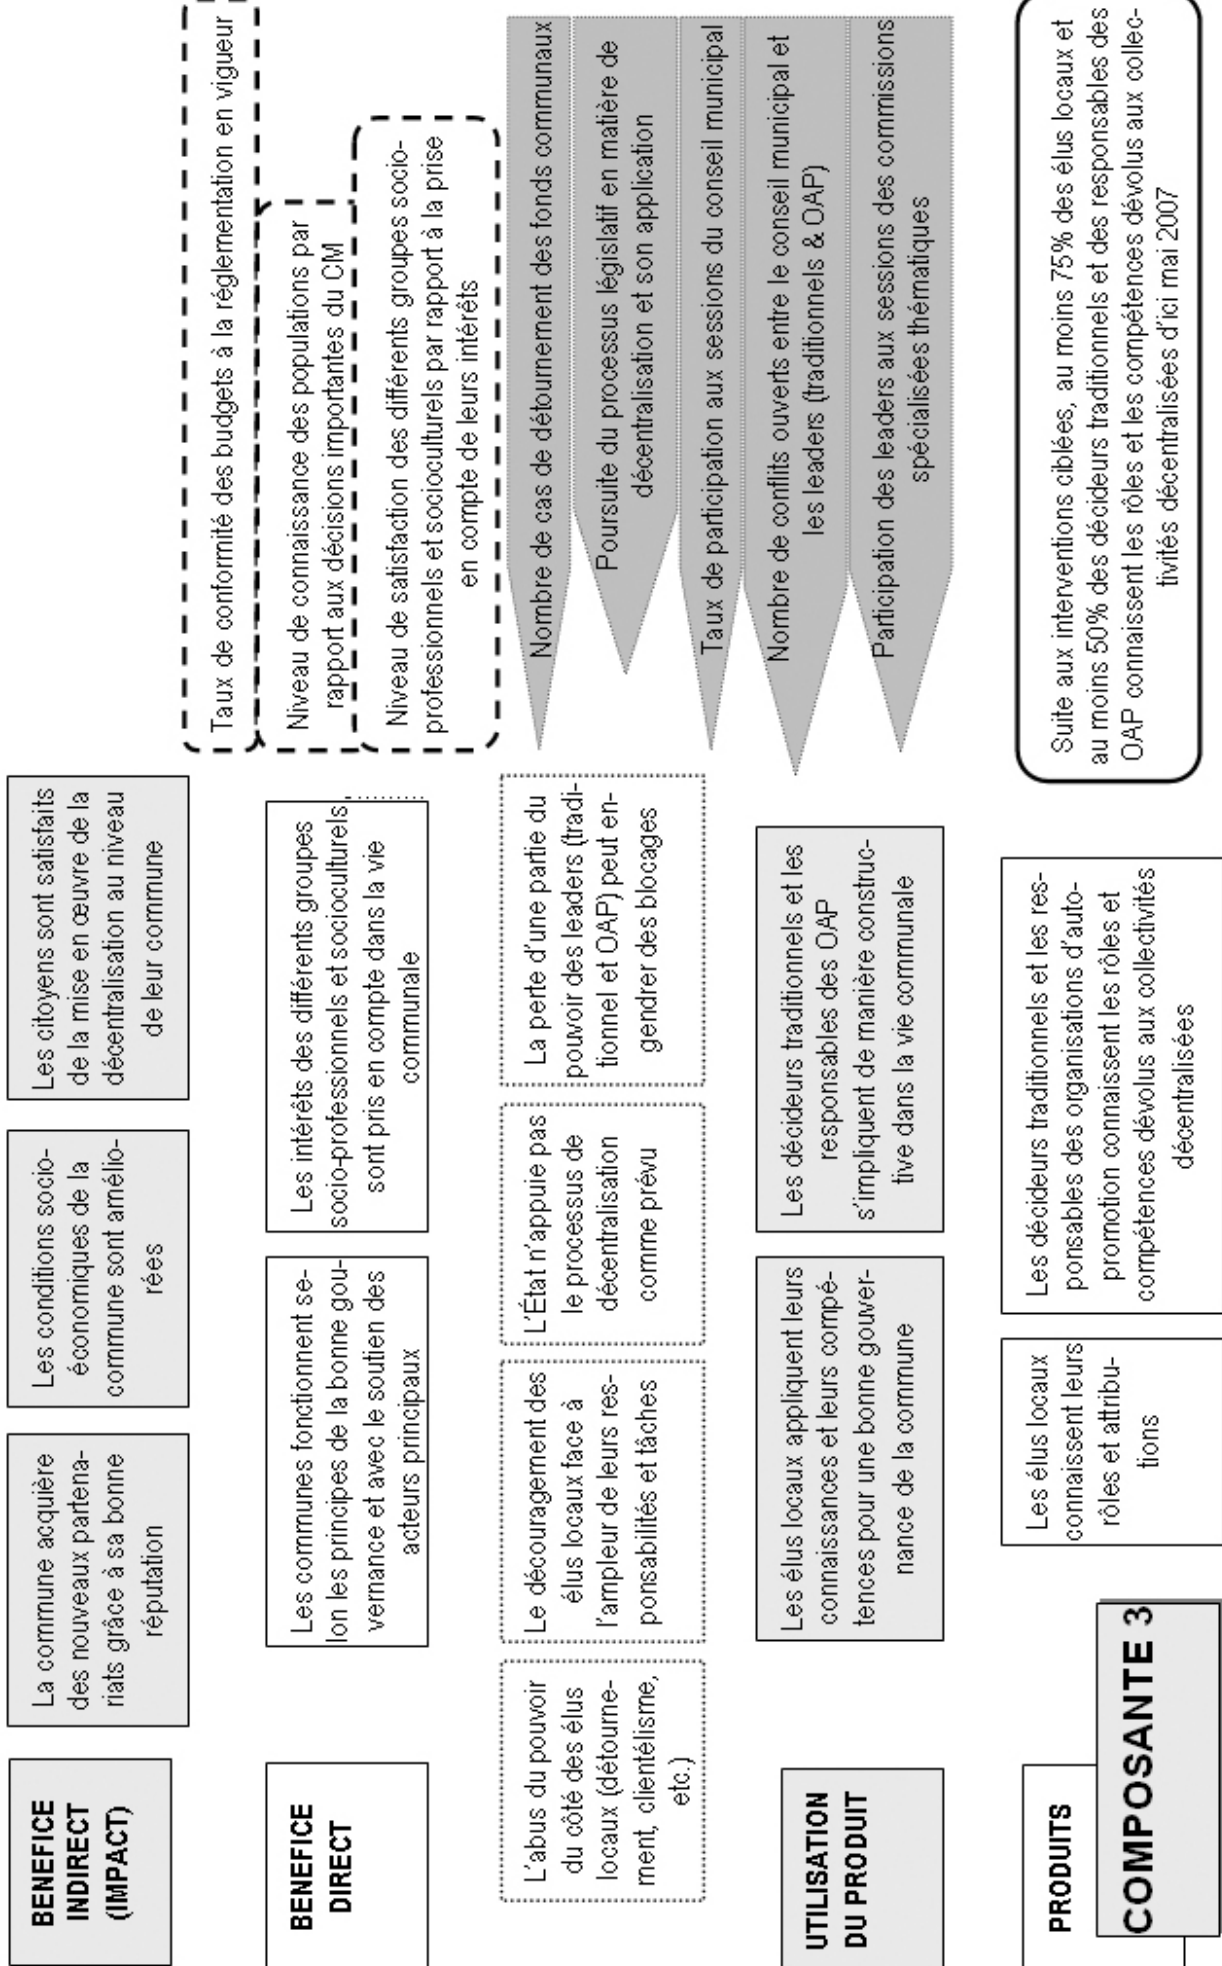 BENEFICE
INDIRECT
(IMPACT)
La commune acquière
des nouveaux partena-
riats grâce à sa bonne
réputation
Les conditions socio-
économiques de la
commune sont amélio-
rées
Les citoyens sont satisfaits
de la mise en œuvre de la
décentralisation au niveau
de leur commune
Taux de conformité des budgets à la réglementation en vigueur
BENEFICE
DIRECT
Les communes fonctionnent se-
lon les principes de la bonne gou-
vernance et avec le soutien des
acteurs principaux
Les intérêts des différents groupes
socio-professionnels et socioculturels
sont pris en compte dans la vie
communale
Niveau de connaissance des populations par
rapport aux décisions importantes du CM
Niveau de satisfaction des différents groupes socio-
professionnels et socioculturels par rapport à la prise
en compte de leurs intérêts
L'abus du pouvoir
du côté des élus
locaux (détourne-
ment, clientélisme,
etc.)
Le découragement des
élus locaux face à
l'ampleur de leurs res-
ponsabilités et tâches
L'État n'appuie pas
le processus de
décentralisation
comme prévu
La perte d'une partie du
pouvoir des leaders (tradi-
tionnel et OAP) peut en-
gendrer des blocages
Nombre de cas de détournement des fonds communaux
Poursuite du processus législatif en matière de
décentralisation et son application
Taux de participation aux sessions du conseil municipal
Nombre de conflits ouverts entre le conseil municipal et
les leaders (traditionnels & OAP)
Participation des leaders aux sessions des commissions
spécialisées thématiques
UTILISATION
DU PRODUIT
Les élus locaux appliquent leurs
connaissances et leurs compé-
tences pour une bonne gouver-
nance de la commune
Les décideurs traditionnels et les
responsables des OAP
s'impliquent de manière construc-
tive dans la vie communale
PRODUITS
COMPOSANTE 3
Les élus locaux
connaissent leurs
rôles et attribu-
tions
Les décideurs traditionnels et les res-
ponsables des organisations d'auto-
promotion connaissent les rôles et
compétences dévolus aux collectivités
décentralisées
Suite aux interventions ciblées, au moins 75% des élus locaux et
au moins 50% des décideurs traditionnels et des responsables des
OAP connaissent les rôles et les compétences dévolus aux collec-
tivités décentralisées d'ici mai 2007